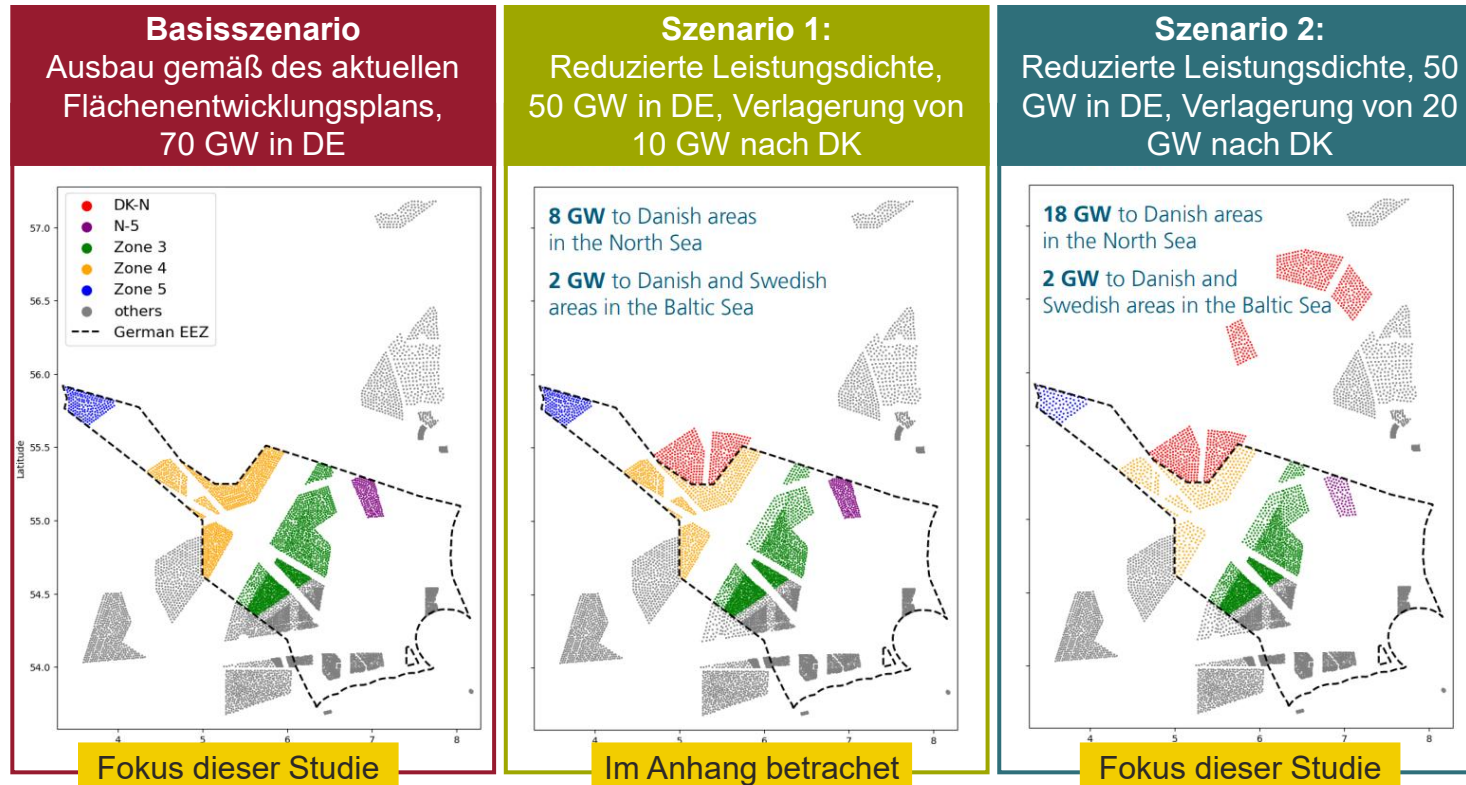 Basisszenario
Ausbau gemäß des aktuellen
Flächenentwicklungsplans,
70 GW in DE
Szenario 1:
Reduzierte Leistungsdichte,
50 GW in DE, Verlagerung von
10 GW nach DK
Szenario 2:
Reduzierte Leistungsdichte, 50
GW in DE, Verlagerung von 20
GW nach DK
DK-N
N-5
Zone 3
Zone 4
Zone 5
others
German EEZ
57.0
56.5
56.0
55.5
55.0
54.5
54.0
Latitude
4 5 6 7 8
Fokus dieser Studie
8 GW to Danish areas
in the North Sea
2 GW to Danish and Swedish
areas in the Baltic Sea
4 5 6 7 8
Im Anhang betrachet
18 GW to Danish areas
in the North Sea
2 GW to Danish and
Swedish areas in the Baltic Sea
4 5 6 7 8
Fokus dieser Studie